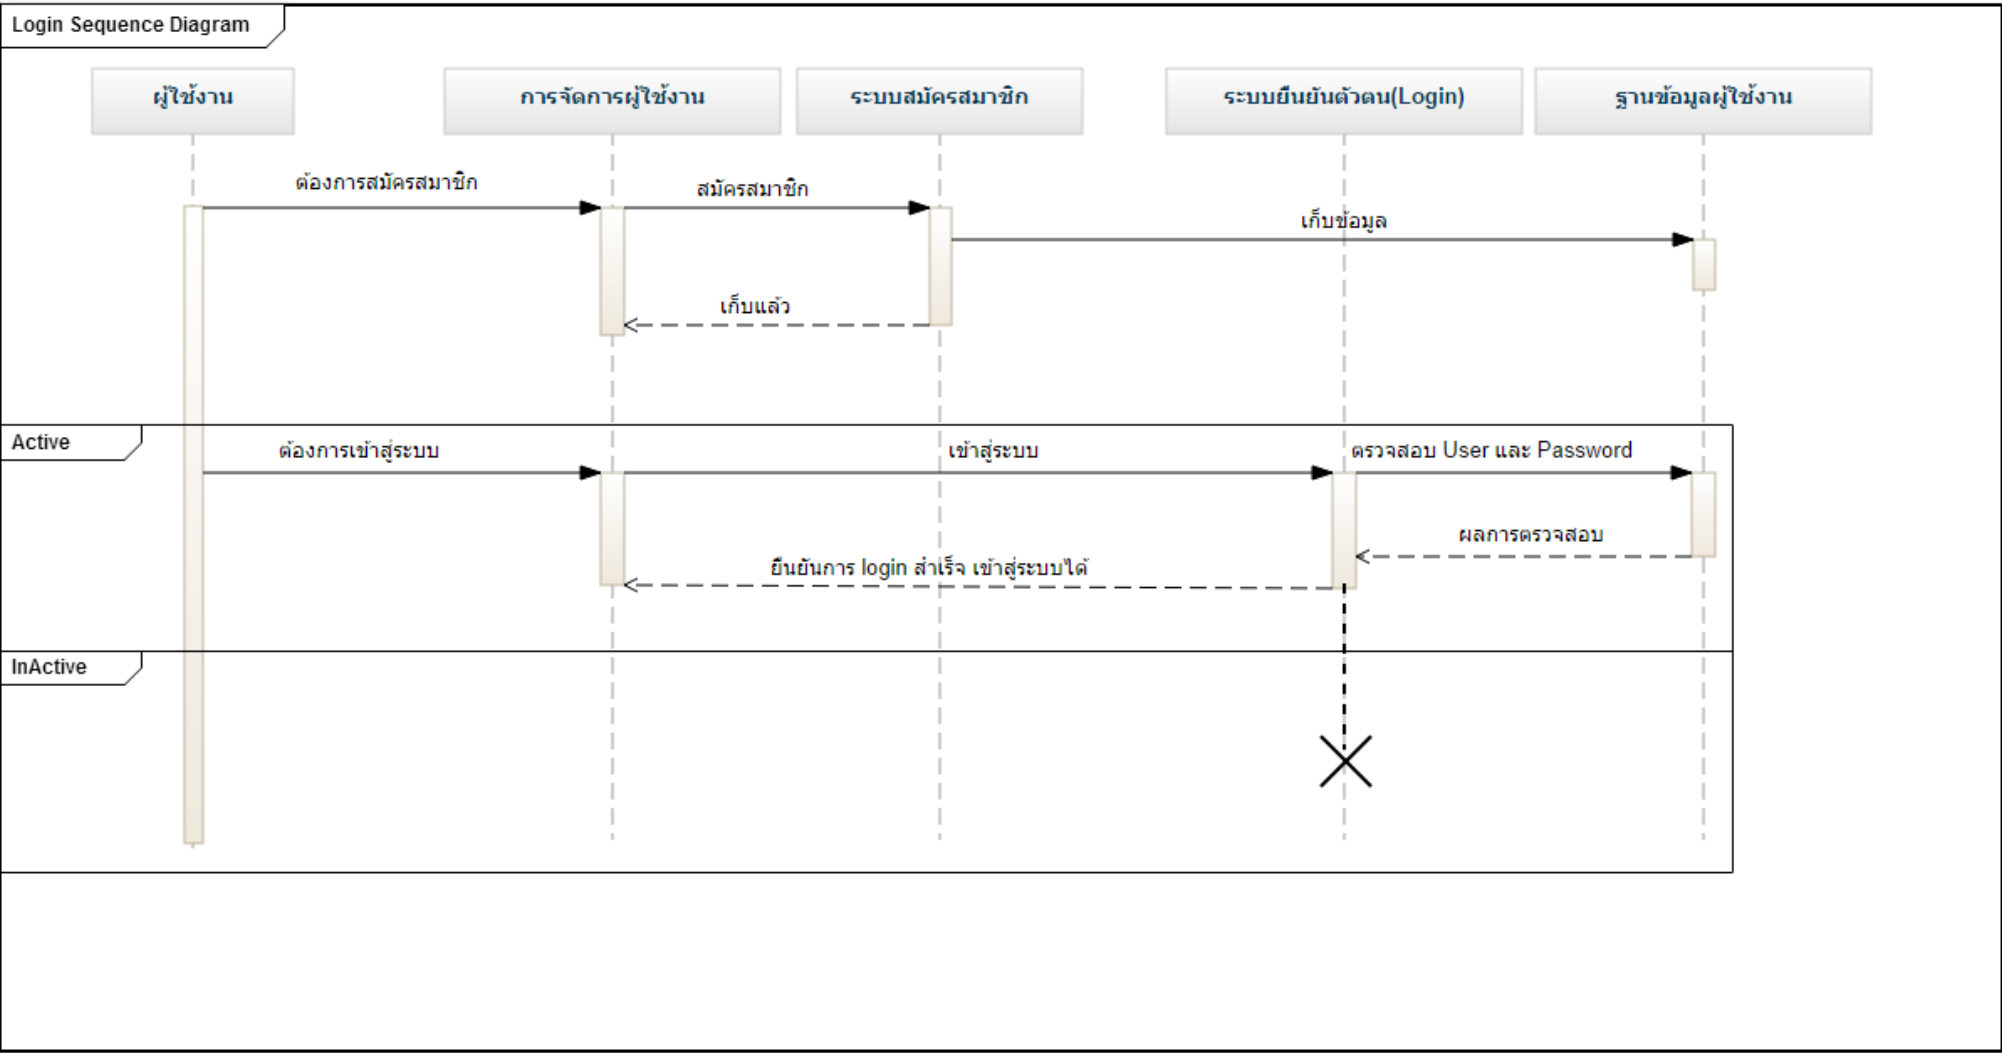 Login Sequence Diagram
ผู้ใช้งาน
การจัดการผู้ใช้งาน
ระบบสมัครสมาชิก
ระบบยืนยันตัวตน(Login)
ฐานข้อมูลผู้ใช้งาน
ต้องการสมัครสมาชิก
สมัครสมาชิก
เก็บข้อมูล
เก็บแล้ว
Active
ต้องการเข้าสู่ระบบ
เข้าสู่ระบบ
ตรวจสอบ User และ Password
ผลการตรวจสอบ
ยืนยันการ login สำเร็จ เข้าสู่ระบบได้
InActive